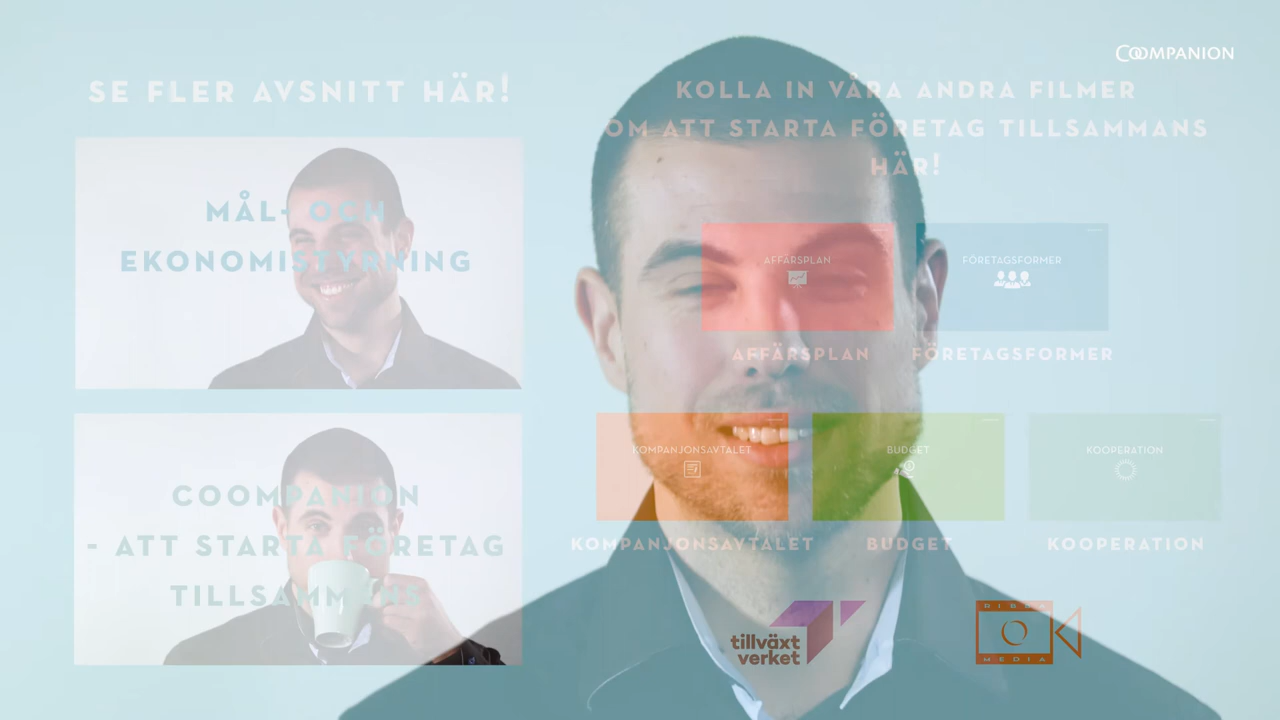 COOMPANION
SE FLER AVSNITT HÄR!
MÅL- OCH
EKONOMISTYRNING
COOMPANION
- ATT STARTA FÖRETAG
TILLSAMMANS
KOLLA IN VÅRA ANDRA FILMER
OM ATT STARTA FÖRETAG TILLSAMMANS
HÄR!
AFFÄRSPLAN
FÖRETAGSFORMER
AFFÄRSPLAN
FÖRETAGSFORMER
KOMPANJONSAVTALET
BUDGET
KOOPERATION
KOMPANJONSAVTALET
BUDGET
KOOPERATION
tillväxt
verket
MEDIA